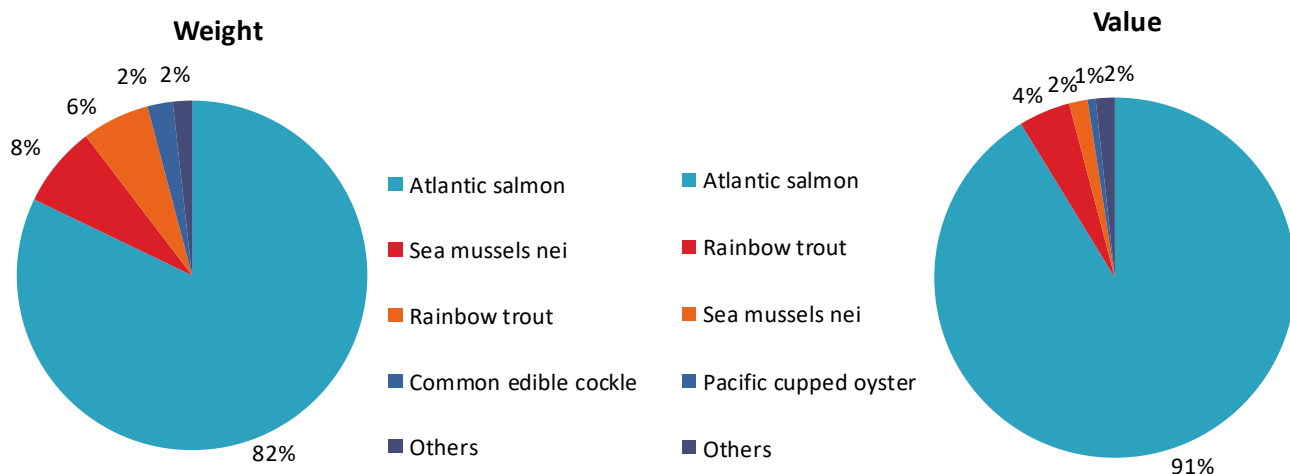 Weight
2%
2%
6%
8%
82%
Atlantic salmon
Sea mussels nei
Rainbow trout
Common edible cockle
Others
Value
1%
2%
2%
4%
91%
Atlantic salmon
Rainbow trout
Sea mussels nei
Pacific cupped oyster
Others